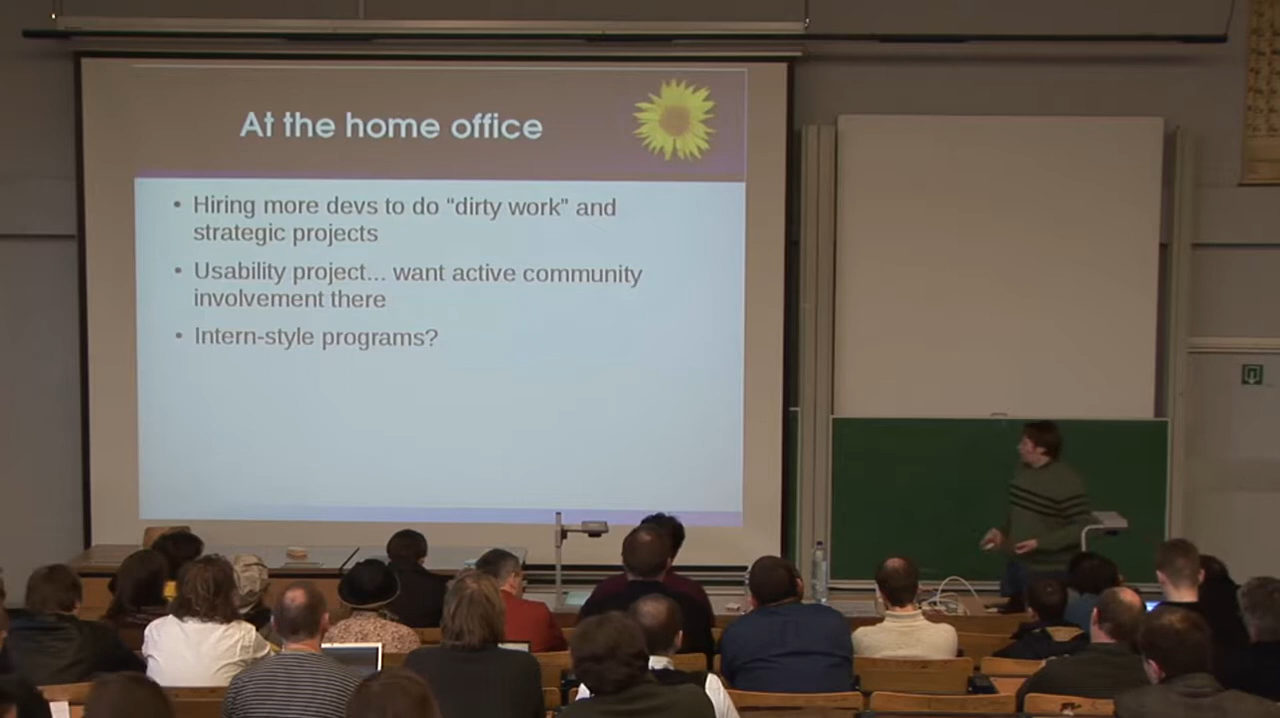 At the home office
• Hiring more devs to do “dirty work” and
strategic projects
• Usability project... want active community
involvement there
• Intern-style programs?